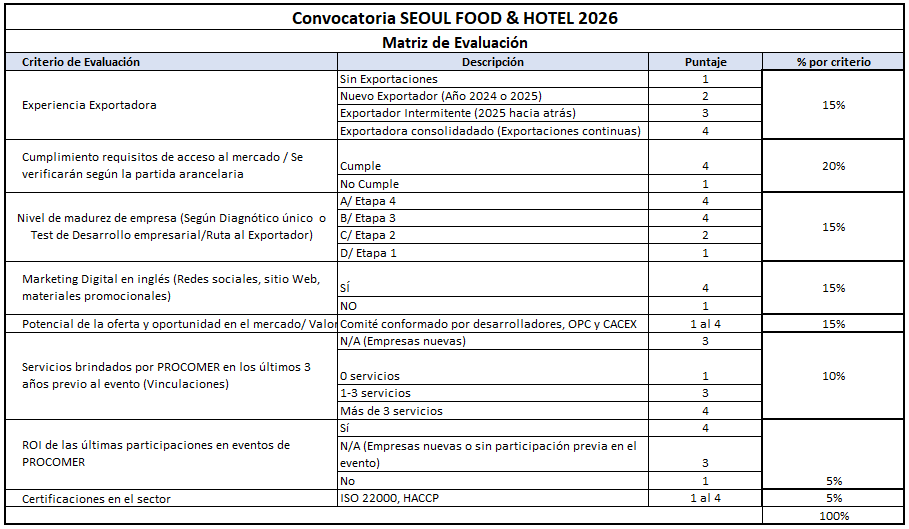 Convocatoria SEOUL FOOD & HOTEL 2026
Matriz de Evaluación
Criterio de Evaluación Descripción Puntaje % por criterio
Experiencia Exportadora
Sin Exportaciones 1
Nuevo Exportador (Año 2024 o 2025) 2
Exportador Intermitente (2025 hacia atrás) 3
Exportadora consolidadado (Exportaciones continuas) 4
15%
Cumplimiento requisitos de acceso al mercado / Se
verificarán según la partida arancelaria
Cumple 4
No Cumple 1
20%
Nivel de madurez de empresa (Según Diagnótico único o
Test de Desarrollo empresarial/Ruta al Exportador)
A/ Etapa 4 4
B/ Etapa 3 4
C/ Etapa 2 2
D/ Etapa 1 1
15%
Marketing Digital en inglés (Redes sociales, sitio Web,
materiales promocionales)
SÍ 4
NO 1
15%
Potencial de la oferta y oportunidad en el mercado/ Valor Comité conformado por desarrolladores, OPC y CACEX 1 al 4 15%
Servicios brindados por PROCOMER en los últimos 3
años previo al evento (Vinculaciones)
N/A (Empresas nuevas) 3
0 servicios 1
1-3 servicios 3
Más de 3 servicios 4
10%
ROI de las últimas participaciones en eventos de
PROCOMER
Sí 4
N/A (Empresas nuevas o sin participación previa en el
evento) 3
No 1
5%
Certificaciones en el sector ISO 22000, HACCP 1 al 4 5%
100%